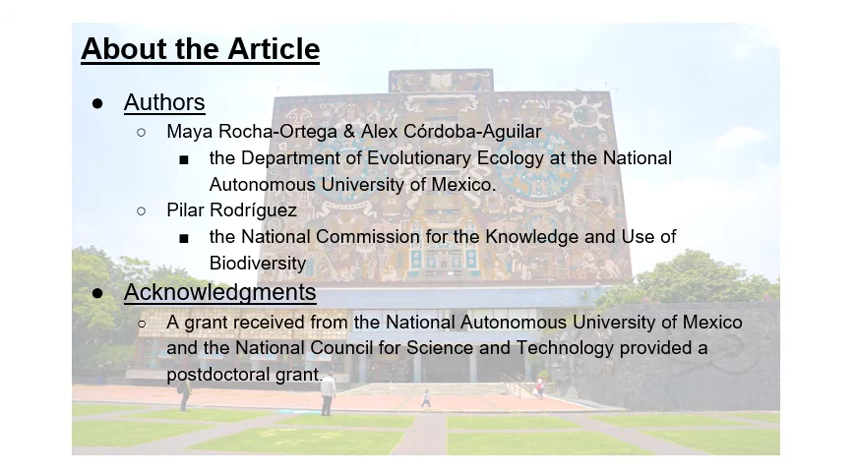 About the Article
● Authors
○ Maya Rocha-Ortega & Alex Córdoba-Aguilar
■ the Department of Evolutionary Ecology at the National
Autonomous University of Mexico.
○ Pilar Rodríguez
■ the National Commission for the Knowledge and Use of
Biodiversity
● Acknowledgments
○ A grant received from the National Autonomous University of Mexico
and the National Council for Science and Technology provided a
postdoctoral grant.